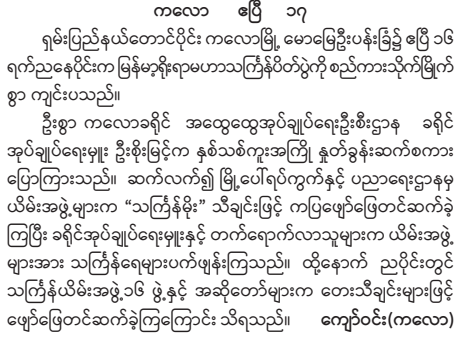 ကလော ဧပြီ ၁၇
ရှမ်းပြည်နယ်တောင်ပိုင်း ကလောမြို့ မောမြေဦးပန်းခြံ၌ ဧပြီ ၁၆
ရက်ညနေပိုင်းက မြန်မာ့ရိုးရာမဟာသင်္ကြန်ပိတ်ပွဲကို စည်ကားသိုက်မြိုက်
စွာ ကျင်းပသည်။
ဦးစွာ ကလောခရိုင် အထွေထွေအုပ်ချုပ်ရေးဦးစီးဌာန ခရိုင်
အုပ်ချုပ်ရေးမှူး ဦးစိုးမြင့်က နှစ်သစ်ကူးအကြို နှုတ်ခွန်းဆက်စကား
ပြောကြားသည်။ ဆက်လက်၍ မြို့ပေါ်ရပ်ကွက်နှင့် ပညာရေးဌာနမှ
ယိမ်းအဖွဲ့များက “သင်္ကြန်မိုး” သီချင်းဖြင့် ကပြဖျော်ဖြေတင်ဆက်ခဲ့
ကြပြီး ခရိုင်အုပ်ချုပ်ရေးမှူးနှင့် တက်ရောက်လာသူများက ယိမ်းအဖွဲ့
များအား သင်္ကြန်ရေများပက်ဖျန်းကြသည်။ ထို့နောက် ညပိုင်းတွင်
သင်္ကြန်ယိမ်းအဖွဲ့ ၁၆ ဖွဲ့နှင့် အဆိုတော်များက တေးသီချင်းများဖြင့်
ဖျော်ဖြေတင်ဆက်ခဲ့ကြကြောင်း သိရသည်။ ကျော်ဝင်း(ကလော)